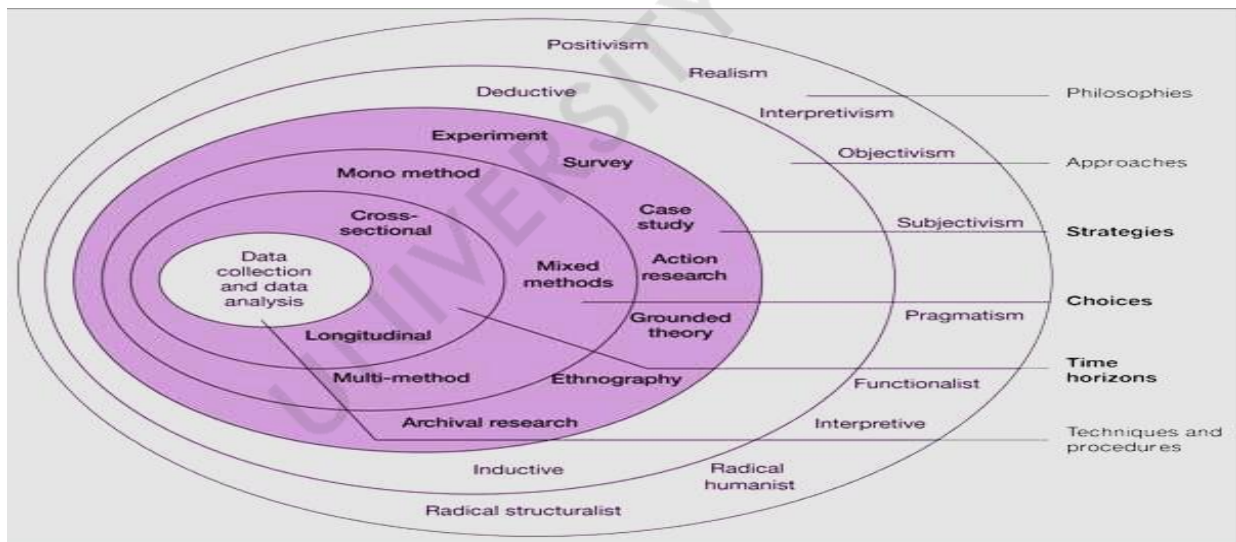 Positivism
Realism
Deductive
Philosophies
Interpretivism
Experiment
Objectivism
Survey
Approaches
Mono method
Case
study
Cross-
sectional
Subjectivism
Strategies
Data
collection
and data
analysis
Mixed
methods
Action
research
Choices
Grounded
theory
Pragmatism
Longitudinal
Time
horizons
Multi-method
Ethnography
Functionalist
Archival research
Interpretive
Techniques and
procedures
Inductive
Radical
humanist
Radical structuralist
UNIVERSITY